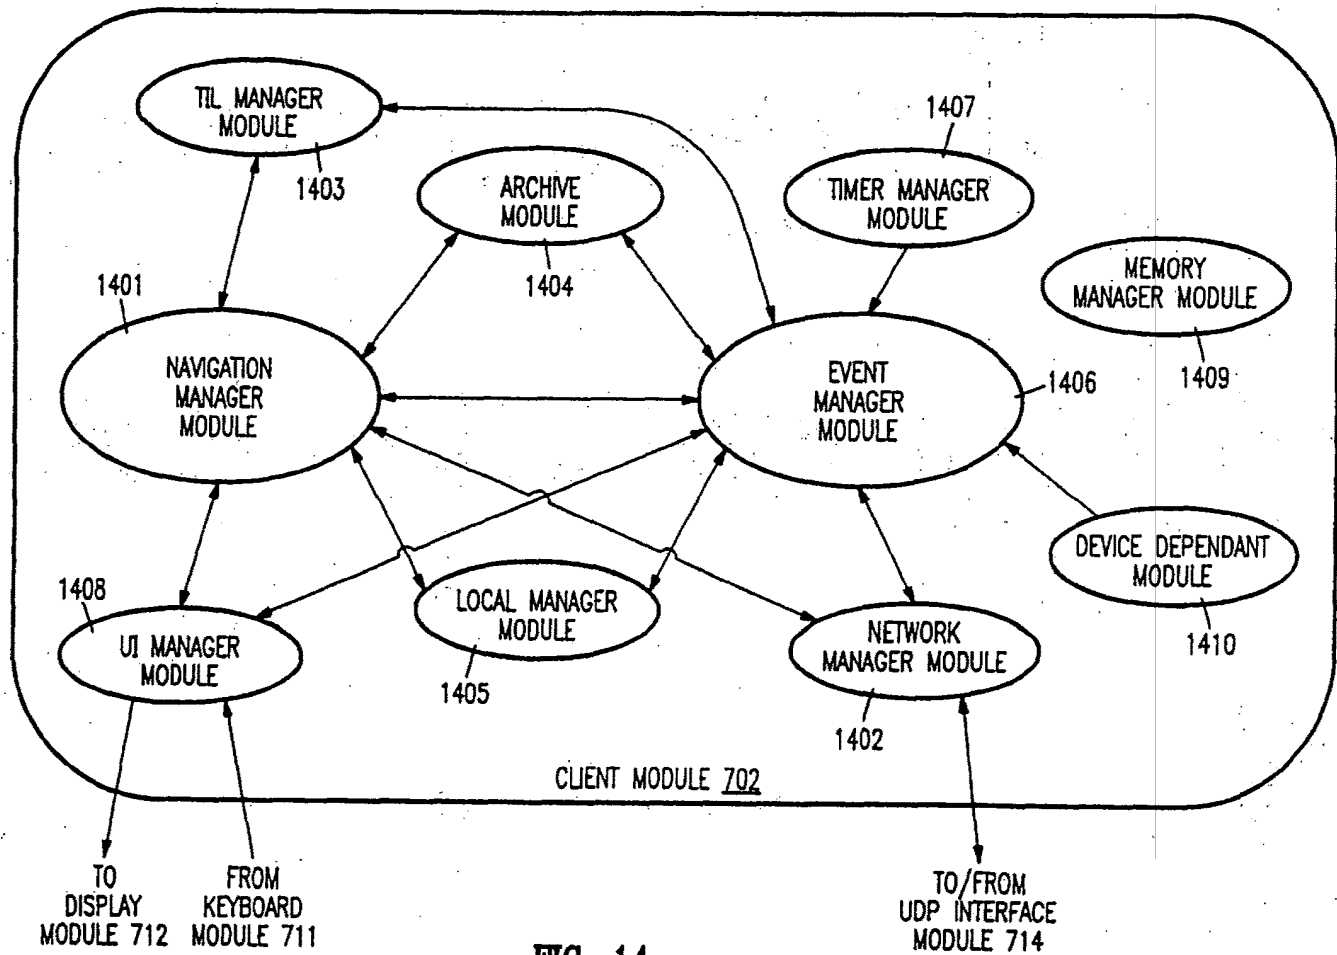 TIL MANAGER
MODULE
1403
ARCHIVE
MODULE
1404
1407
TIMER MANAGER
MODULE
MEMORY
MANAGER MODULE
1409
1401
NAVIGATION
MANAGER
MODULE
EVENT
MANAGER
MODULE
1406
DEVICE DEPENDANT
MODULE
1410
1408
UI MANAGER
MODULE
LOCAL MANAGER
MODULE
1405
NETWORK
MANAGER MODULE
1402
CLIENT MODULE 702
TO
DISPLAY
MODULE 712
FROM
KEYBOARD
MODULE 711
TO/FROM
UDP INTERFACE
MODULE 714
FIG. 14